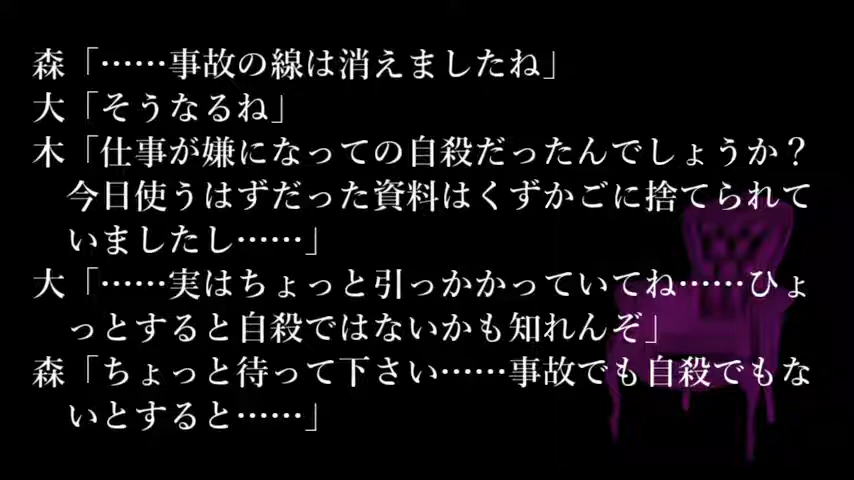 森「……事故の線は消えましたね」
大「そうなるね」
木「仕事が嫌になっての自殺だったんでしょうか？
今日使うはずだった資料はくずかごに捨てられて
いましたし……」
大「……実はちょっと引っかかっていてね……ひょ
っとすると自殺ではないかも知れんぞ」
森「ちょっと待って下さい……事故でも自殺でもな
いとすると……」